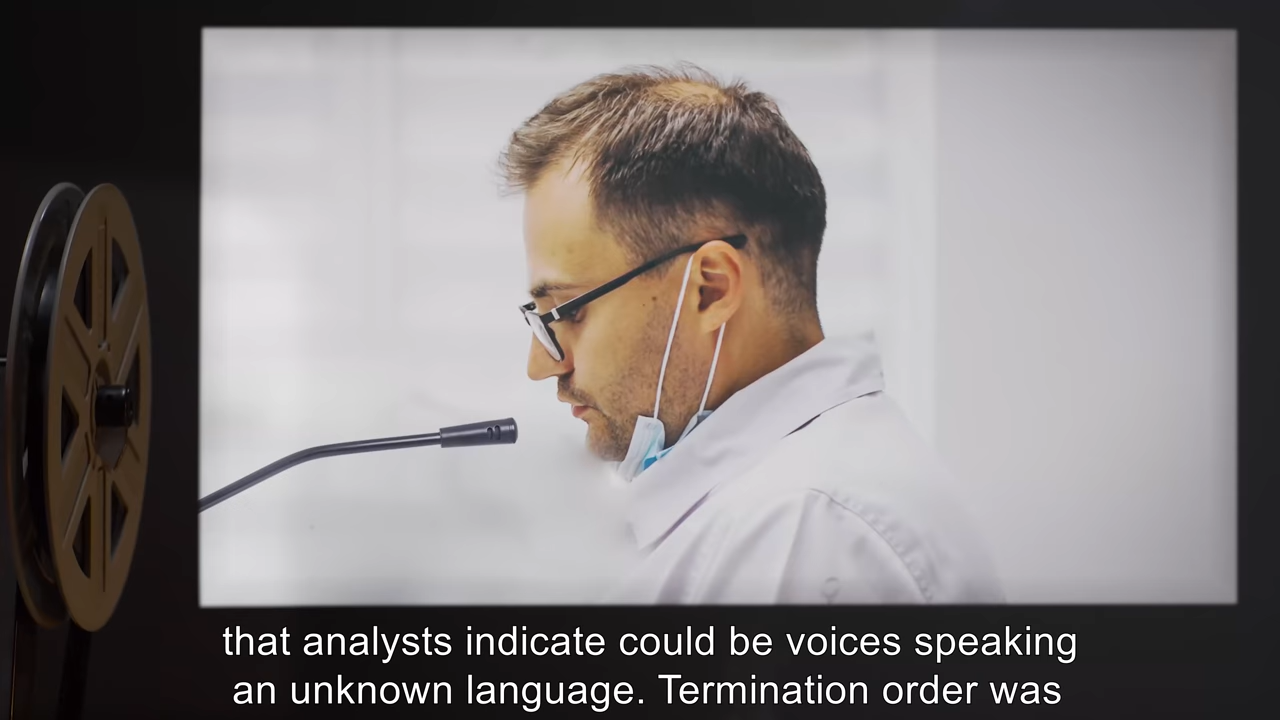 that analysts indicate could be voices speaking
an unknown language. Termination order was